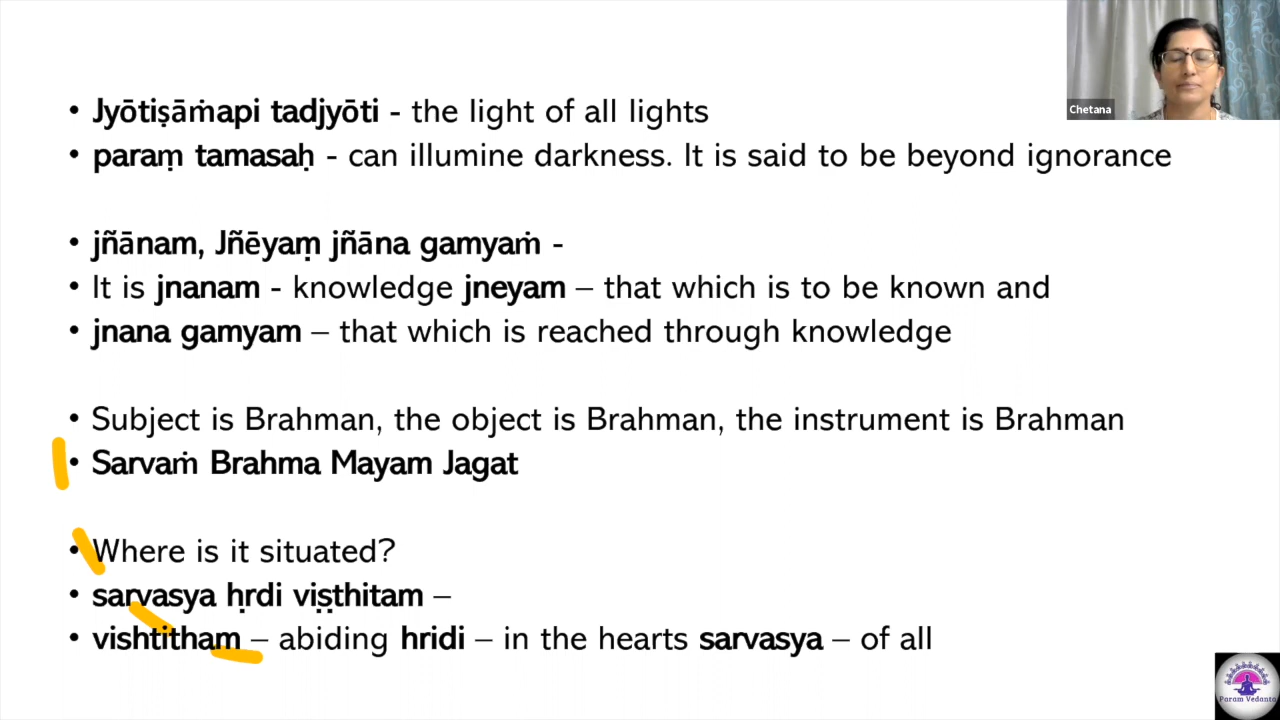 Chetana
• Jyōtiṣāṁapi tadjyōti - the light of all lights
• paraṃ tamasaḥ - can illumine darkness. It is said to be beyond ignorance
• jñānam, Jñēyaṃ jñāna gamyaṁ -
• It is jnanam - knowledge jneyam – that which is to be known and
• jnana gamyam – that which is reached through knowledge
• Subject is Brahman, the object is Brahman, the instrument is Brahman
• Sarvaṁ Brahma Mayam Jagat
• Where is it situated?
• sarvasya hṛdi viṣṭhitam –
• vishtitham – abiding hridi – in the hearts sarvasya – of all
Param Vedanta